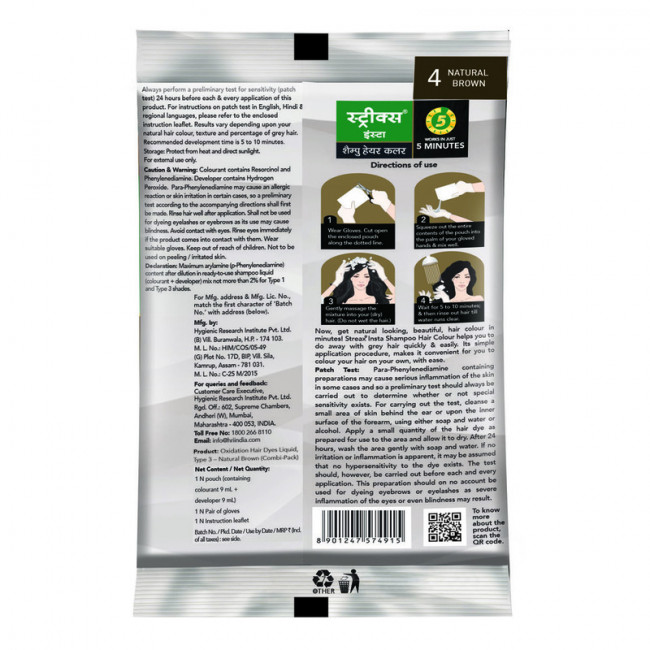 Always perform a preliminary test for sensitivity (patch
test) 24 hours before each & every application of this
product. For instructions on patch test in English, Hindi &
regional languages, please refer to the enclosed
instruction leaflet. Results vary depending upon your
natural hair colour, texture and percentage of grey hair.
Recommended development time is 5 to 10 minutes.
Storage: Protect from heat and direct sunlight.
For external use only.
Caution & Warning: Colourant contains Resorcinol and
Phenylenediamine. Developer contains Hydrogen
Peroxide. Para-Phenylenediamine may cause an allergic
reaction or skin irritation in certain cases, so a preliminary
test according to the accompanying directions shall first
be made. Rinse hair well after application. Shall not be used
for dyeing eyelashes or eyebrows as its use may cause
blindness. Avoid contact with eyes. Rinse eyes immediately
if the product comes into contact with them. Wear
suitable gloves. Keep out of reach of children. Not to be
used on peeling / irritated skin.
Declaration: Maximum arylamine (p-Phenylenediamine)
content after dilution in ready-to-use shampoo liquid
(colourant + developer) mix not more than 2% for Type 1
and Type 3 shades.
For Mfg. address & Mfg. Lic. No.,
match the first character of 'Batch
No.' with address (below).
Mfg. by:
Hygienic Research Institute Pvt. Ltd.
(B) Vill. Buranwala, H.P. - 174 103.
M. L. No.: HIM/COS/05/49
(G) Plot No. 17D, BIP, Vill. Sila,
Kamrup, Assam - 781 031.
M. L. No.: C-25 M/2015
For queries and feedback:
Customer Care Executive,
Hygienic Research Institute Pvt. Ltd.
Rgd. Off.: 602, Supreme Chambers,
Andheri (W), Mumbai,
Maharashtra - 400 053, INDIA.
Toll Free No.: 1800 266 8110
Email: info@hriindia.com
Product: Oxidation Hair Dyes Liquid,
Type 3 – Natural Brown (Combi-Pack)
Net Content / Net Quantity:
1 N pouch (containing
colourant 9 mL +
developer 9 mL)
1 N Pair of gloves
1 N Instruction leaflet
Batch No. / Pkd. Date / Use by Date / MRP ₹ (Incl.
of all taxes) : see side.
4 NATURAL
BROWN
स्ट्रीक्स®
इंस्टा
शैम्पु हेयर कलर
5
WORKS IN JUST
5 MINUTES
Directions of use
1
Wear Gloves. Cut open
the enclosed pouch
along the dotted line.
2
Squeeze out the entire
contents of the pouch into
the palm of your gloved
hands & mix well.
3
Gently massage the
mixture into your (dry)
hair. (Do not wet the hair.)
4
Wait for 5 to 10 minutes
& then rinse out hair till
water runs clear.
Now, get natural looking, beautiful, hair colour in
minutes! Streax® Insta Shampoo Hair Colour helps you to
do away with grey hair quickly & easily. Its simple
application procedure, makes it convenient for you to
colour your hair on your own, with ease.
Patch Test: Para-Phenylenediamine containing
preparations may cause serious inflammation of the skin
in some cases and so a preliminary test should always be
carried out to determine whether or not special
sensitivity exists. For carrying out the test, cleanse a
small area of skin behind the ear or upon the inner
surface of the forearm, using either soap and water or
alcohol. Apply a small quantity of the hair dye as
prepared for use to the area and allow it to dry. After 24
hours, wash the area gently with soap and water. If no
irritation or inflammation is apparent, it may be assumed
that no hypersensitivity to the dye exists. The test
should, however, be carried out before each and every
application. This preparation should on no account be
used for dyeing eyebrows or eyelashes as severe
inflammation of the eyes or even blindness may result.
8 901247 574915
To know
more
about the
product,
scan the
QR code.
7
OTHER